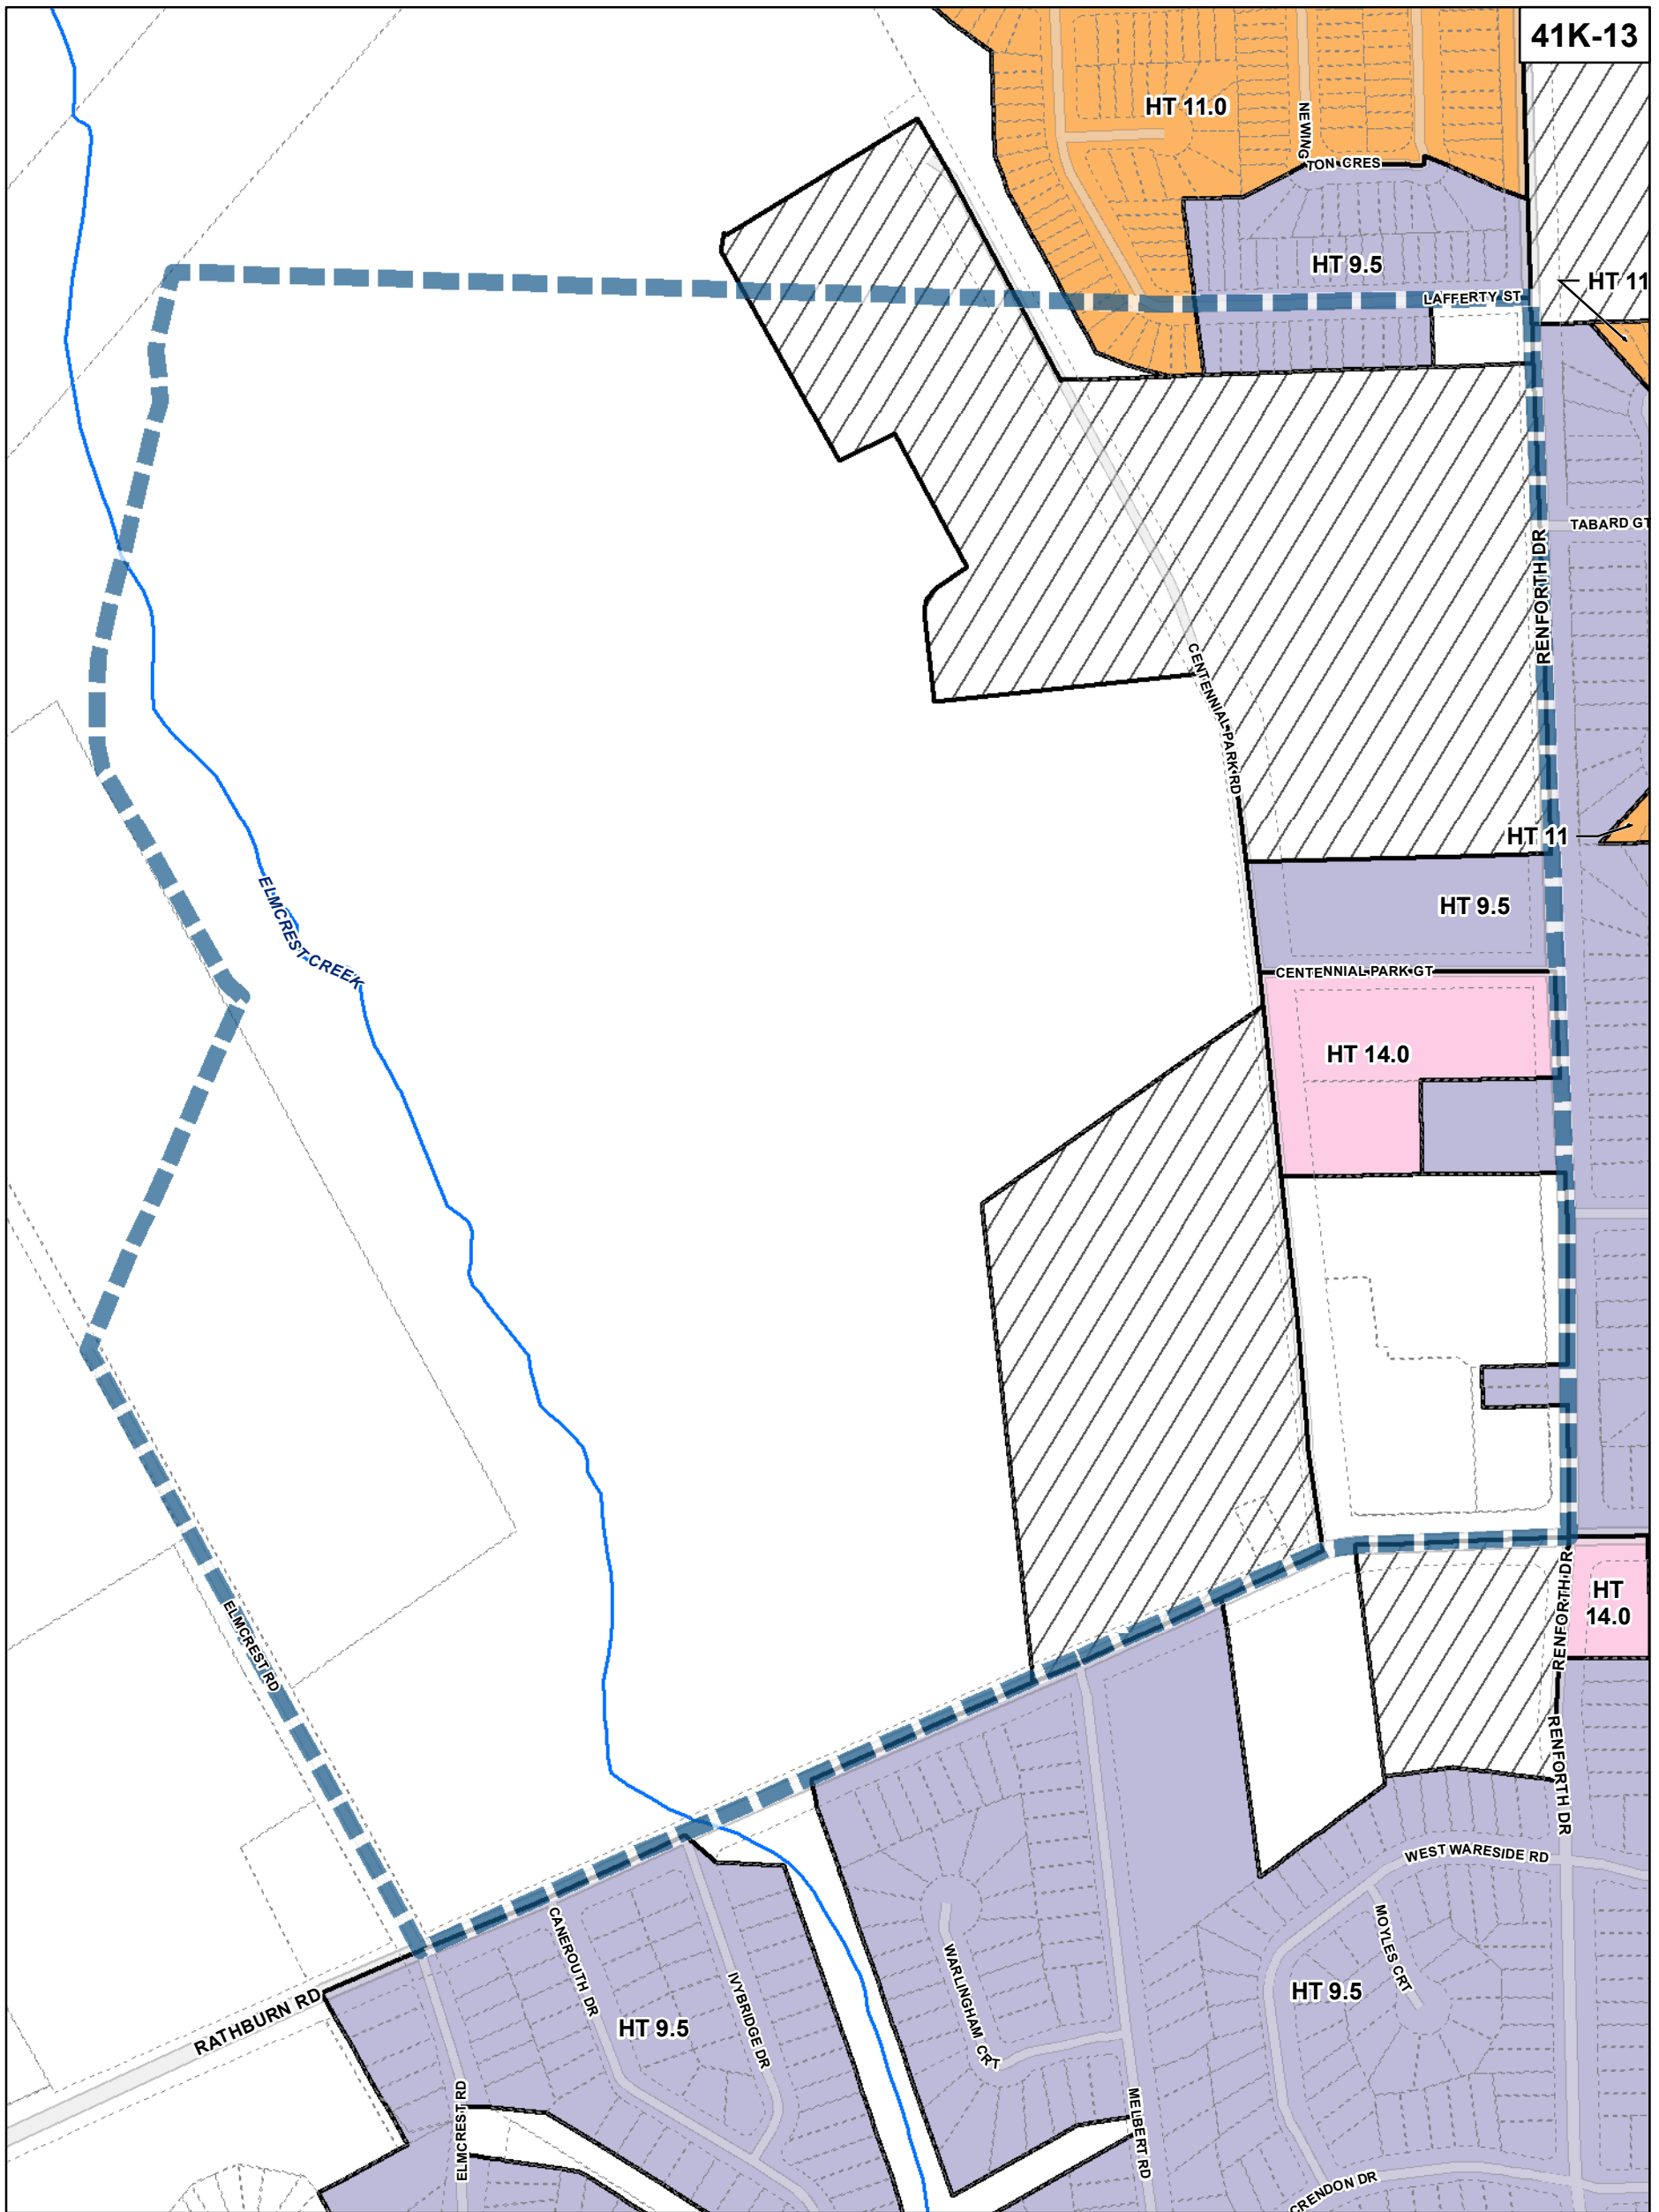 41K-13
HT 11.0
NEWING
TON CRES
HT 9.5
HT 11
LAFFERTY ST
TABARD GT
RENFORTH DR
CENTENNIAL PARK RD
HT 11
HT 9.5
ELMCREST CREEK
CENTENNIAL PARK GT
HT 14.0
RENFORTH DR
HT
14.0
ELMCREST RD
RENFORTH DR
WEST WARESIDE RD
MOYLES CRT
CANEROUTH DR
IVYBRIDGE DR
WARLINGHAM CRT
HT 9.5
RATHBURN RD
HT 9.5
ELMCREST RD
MELBERT RD
CRENDON DR